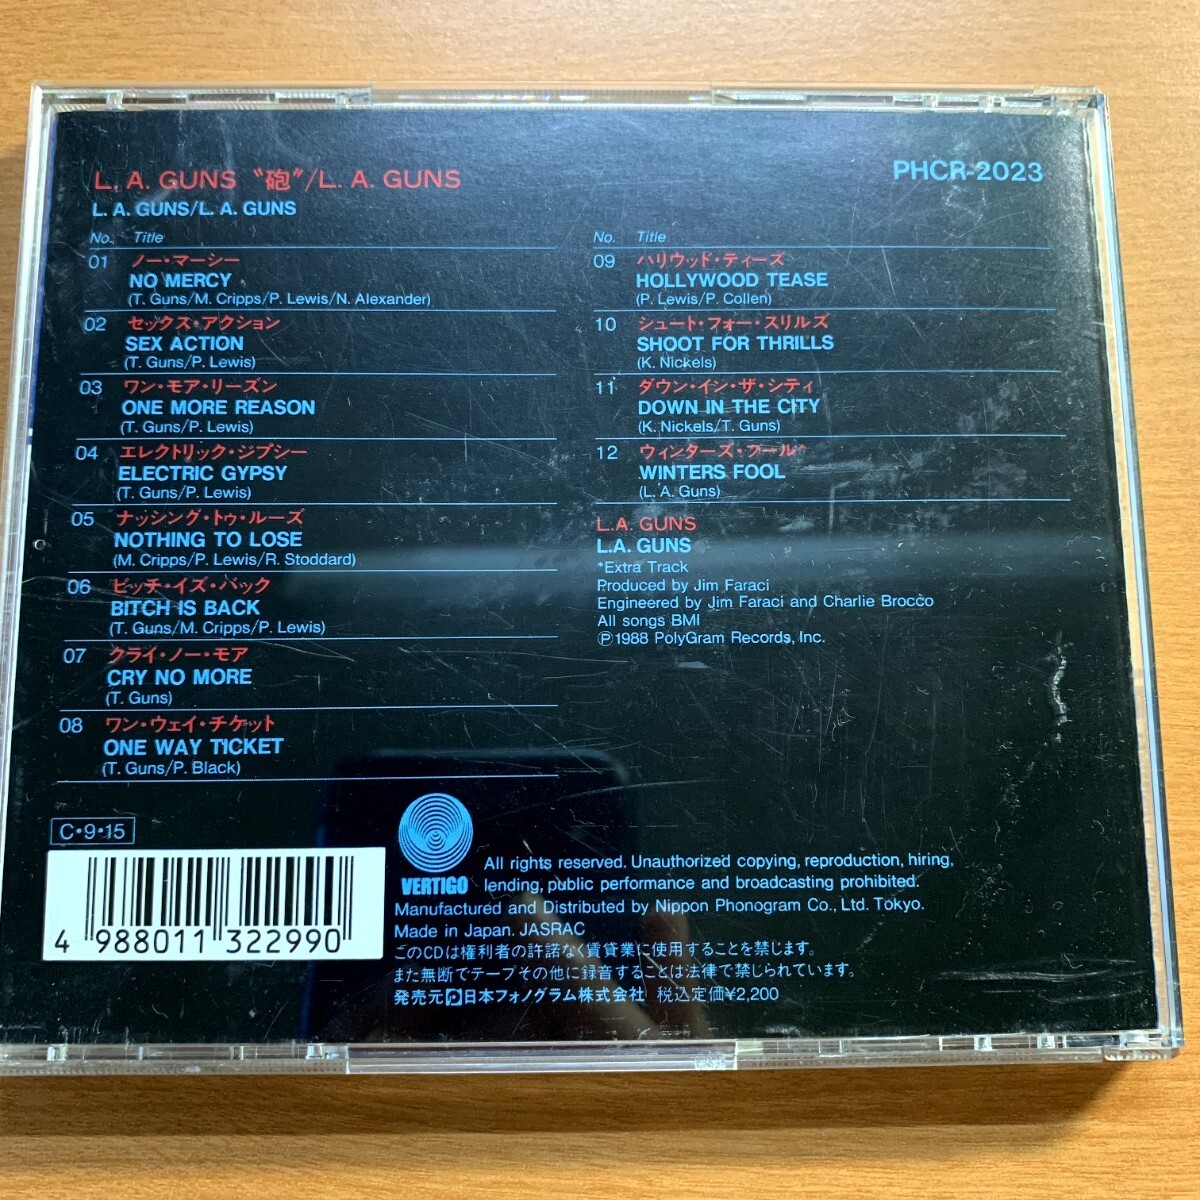 L. A. GUNS〝砲〟/L. A. GUNS
PHCR-2023
L. A. GUNS/L. A. GUNS
No. Title
01 ノー・マーシー
NO MERCY
(T. Guns/M. Cripps/P. Lewis/N. Alexander)
02 セックス・アクション
SEX ACTION
(T. Guns/P. Lewis)
03 ワン・モア・リーズン
ONE MORE REASON
(T. Guns/P. Lewis)
04 エレクトリック・ジプシー
ELECTRIC GYPSY
(T. Guns/P. Lewis)
05 ナッシング・トゥ・ルーズ
NOTHING TO LOSE
(M. Cripps/P. Lewis/R. Stoddard)
06 ビッチ・イズ・バック
BITCH IS BACK
(T. Guns/M. Cripps/P. Lewis)
07 クライ・ノー・モア
CRY NO MORE
(T. Guns)
08 ワン・ウェイ・チケット
ONE WAY TICKET
(T. Guns/P. Black)
No. Title
09 ハリウッド・ティーズ
HOLLYWOOD TEASE
(P. Lewis/P. Collen)
10 シュート・フォー・スリルズ
SHOOT FOR THRILLS
(K. Nickels)
11 ダウン・イン・ザ・シティ
DOWN IN THE CITY
(K. Nickels/T. Guns)
12 ウィンターズ・フール*
WINTERS FOOL
(L. A. Guns)
L.A. GUNS
L.A. GUNS
*Extra Track
Produced by Jim Faraci
Engineered by Jim Faraci and Charlie Brocco
All songs BMI
Ⓟ1988 PolyGram Records, Inc.
C・9・15
4 988011 322990
VERTIGO
All rights reserved. Unauthorized copying, reproduction, hiring,
lending, public performance and broadcasting prohibited.
Manufactured and Distributed by Nippon Phonogram Co., Ltd. Tokyo.
Made in Japan. JASRAC
このCDは権利者の許諾なく賃貸業に使用することを禁じます。
また無断でテープその他に録音することは法律で禁じられています。
発売元 日本フォノグラム株式会社 税込定価¥2,200